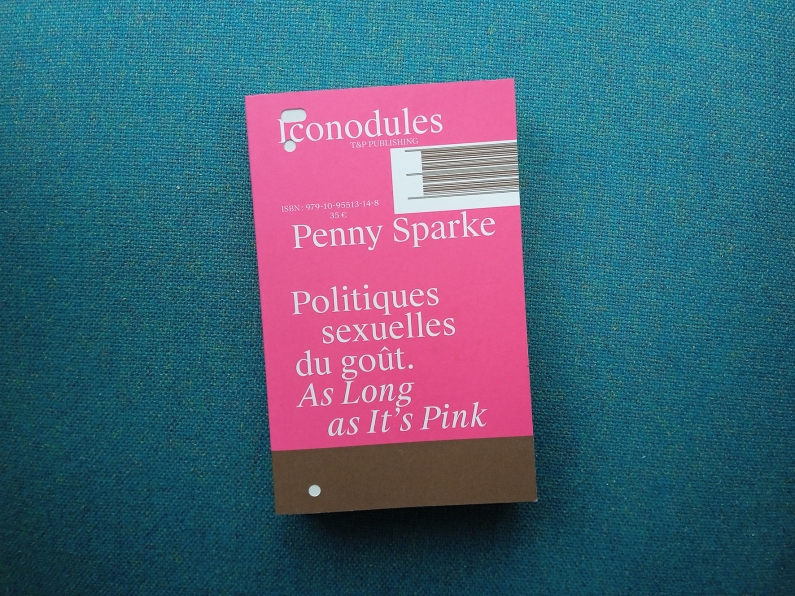 Iconodules
T&P PUBLISHING
ISBN : 979-10-95513-14-8
35 €
Penny Sparke
Politiques
sexuelles
du goût.
As Long
as It's Pink